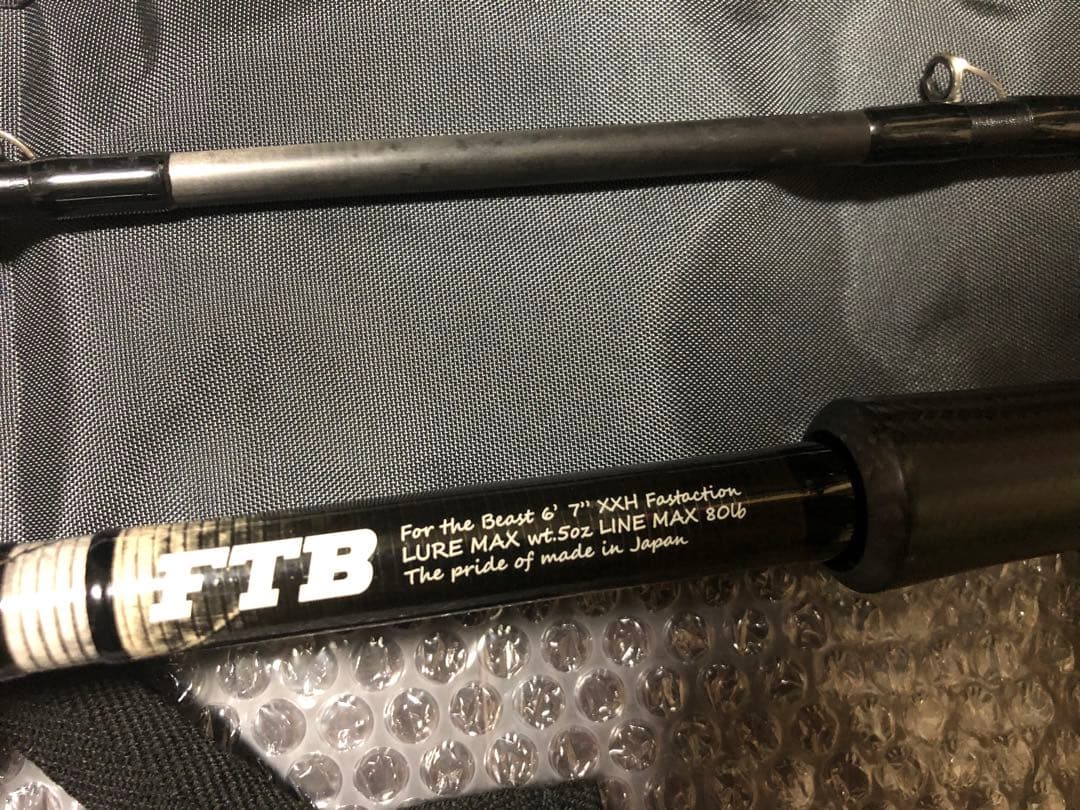 FTB
For the Beast 6' 7" XXH Fastaction
LURE MAX wt.5oz LINE MAX 80lb
The pride of made in Japan